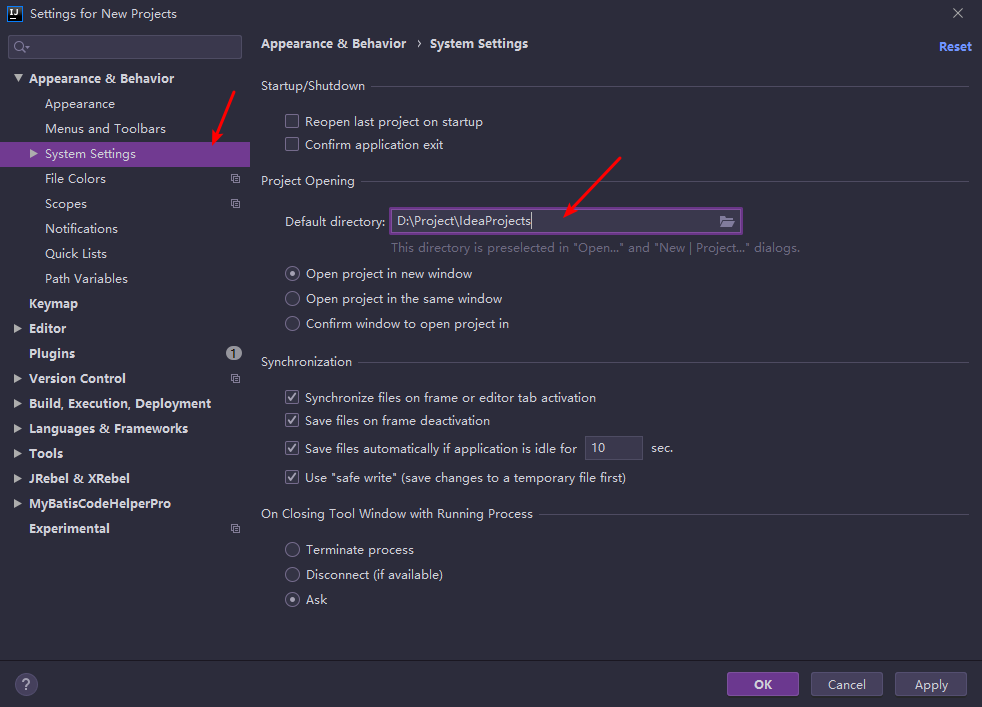 IJ
Settings for New Projects
Appearance & Behavior › System Settings
Reset
Appearance & Behavior
Appearance
Menus and Toolbars
System Settings
File Colors
Scopes
Notifications
Quick Lists
Path Variables
Keymap
Editor
Plugins
1
Version Control
Build, Execution, Deployment
Languages & Frameworks
Tools
JRebel & XRebel
MyBatisCodeHelperPro
Experimental
Startup/Shutdown
Reopen last project on startup
Confirm application exit
Project Opening
Default directory: D:\Project\IdeaProjects
This directory is preselected in "Open..." and "New | Project..." dialogs.
Open project in new window
Open project in the same window
Confirm window to open project in
Synchronization
Synchronize files on frame or editor tab activation
Save files on frame deactivation
Save files automatically if application is idle for 10 sec.
Use "safe write" (save changes to a temporary file first)
On Closing Tool Window with Running Process
Terminate process
Disconnect (if available)
Ask
?
OK
Cancel
Apply